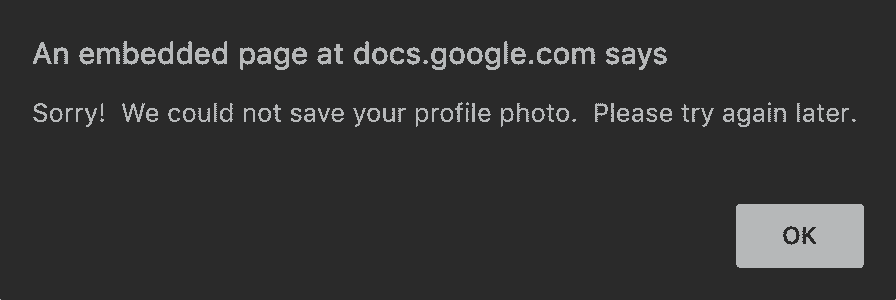 An embedded page at docs.google.com says
Sorry!  We could not save your profile photo.  Please try again later.
OK